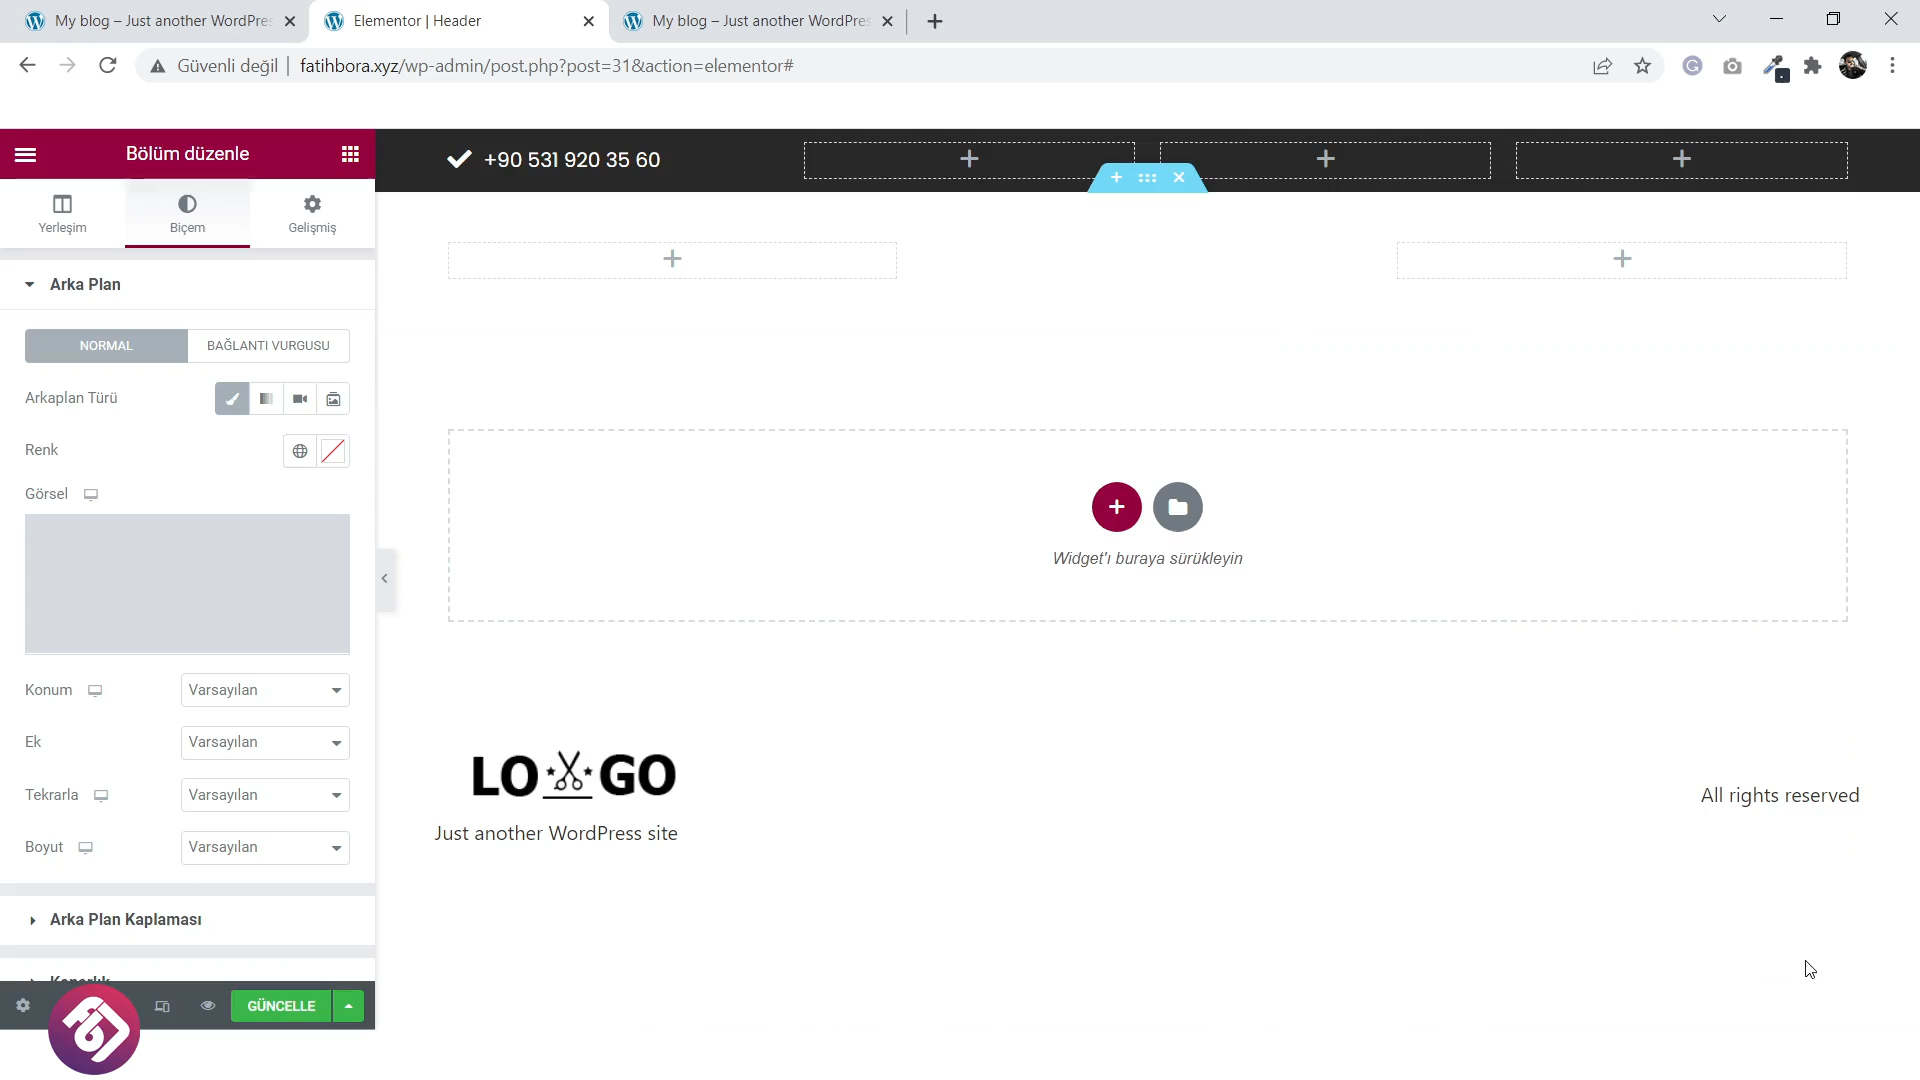 My blog – Just another WordPres
Elementor | Header
My blog – Just another WordPres
Güvenli değil
fatihbora.xyz/wp-admin/post.php?post=31&action=elementor#
Bölüm düzenle
+90 531 920 35 60
Yerleşim
Biçem
Gelişmiş
Arka Plan
NORMAL
BAĞLANTI VURGUSU
Arkaplan Türü
Renk
Görsel
Widget'ı buraya sürükleyin
Konum
Varsayılan
Ek
Varsayılan
Tekrarla
Varsayılan
Boyut
Varsayılan
LO GO
Just another WordPress site
All rights reserved
Arka Plan Kaplaması
GÜNCELLE